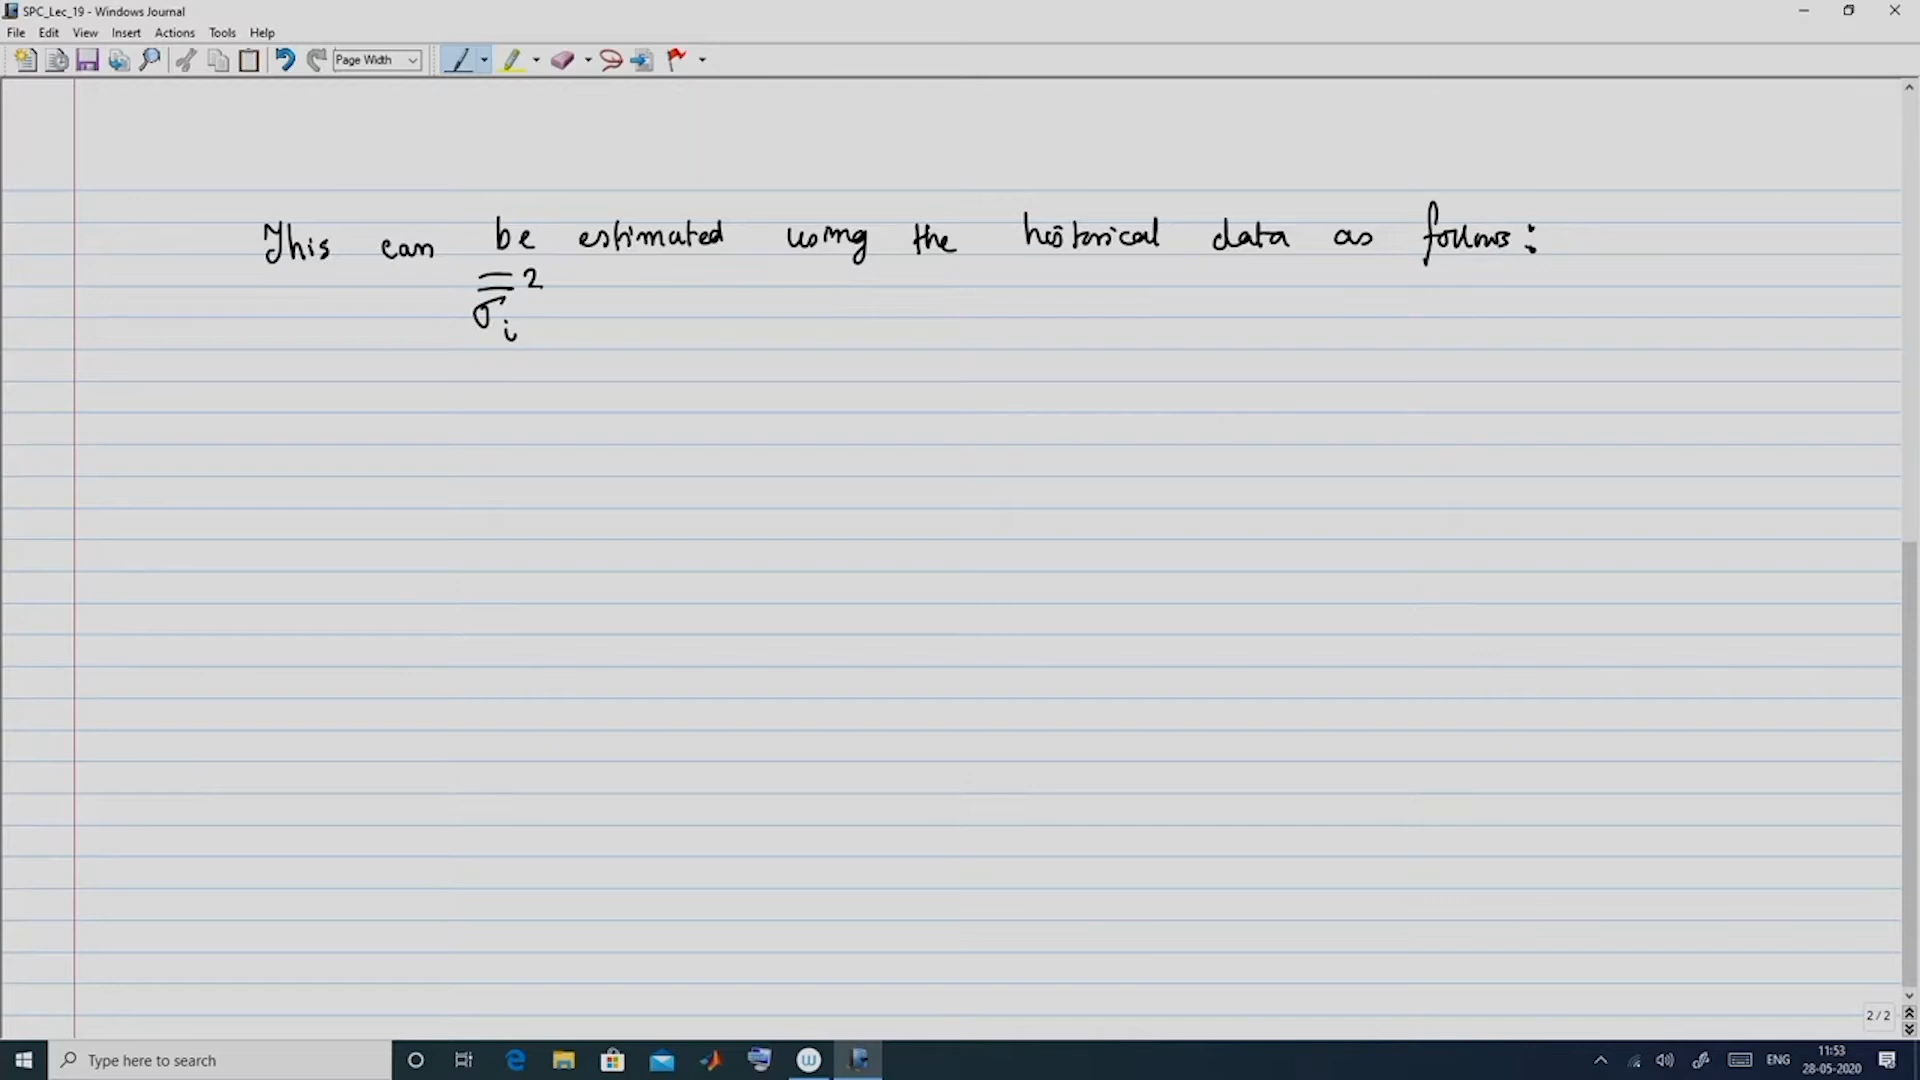 SPC_Lec_19 - Windows Journal
File Edit View Insert Actions Tools Help
Page Width
This can be estimated using the historical data as follows:
σ̿ᵢ²
2 / 2
Type here to search
ENG
11:53
28-05-2020